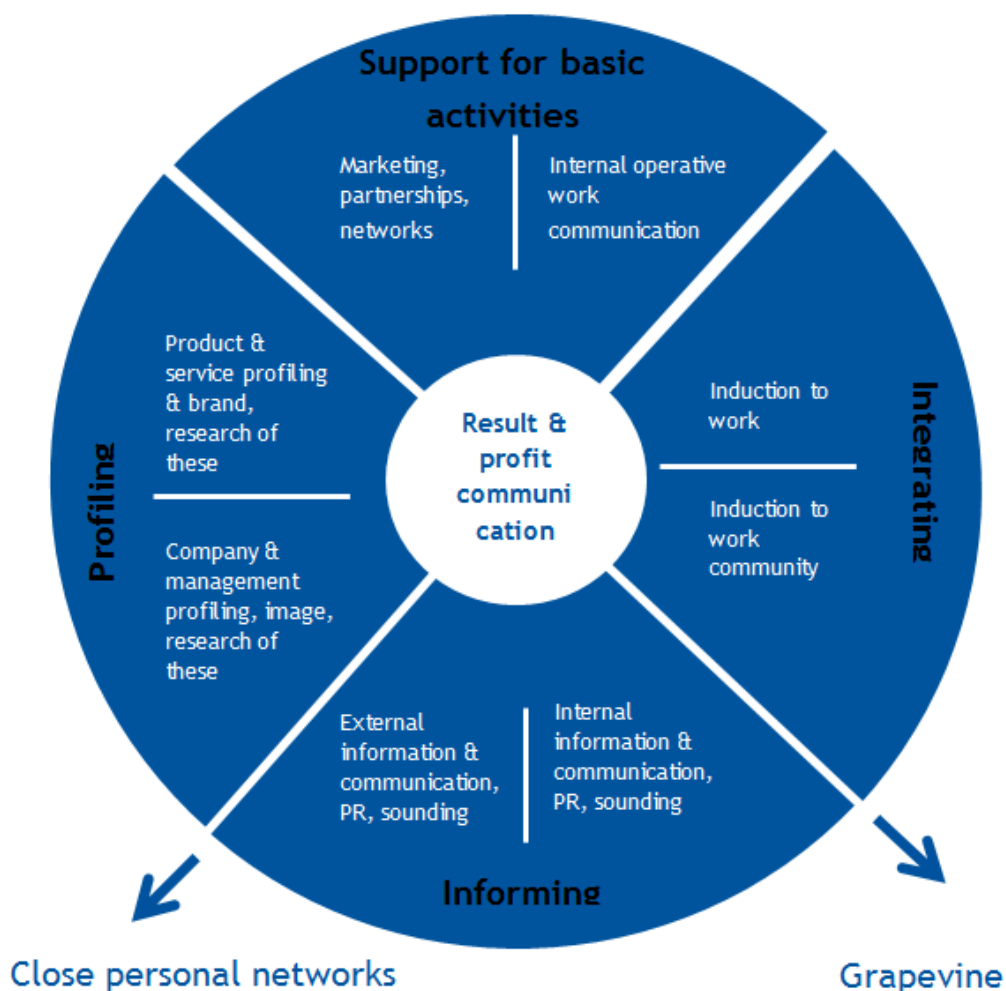 Support for basic
activities
Marketing,
partnerships,
networks
Internal operative
work
communication
Profiling
Product &
service profiling
& brand,
research of
these
Company &
management
profiling, image,
research of
these
Result &
profit
communi
cation
Integrating
Induction to
work
Induction to
work
community
External
information &
communication,
PR, sounding
Internal
information &
communication,
PR, sounding
Informing
Close personal networks
Grapevine